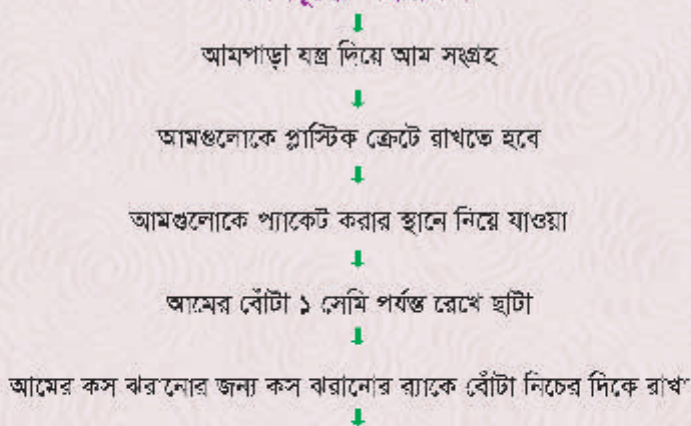 আমপাড়া যন্ত্র দিয়ে আম সংগ্রহ
আমগুলোকে প্লাস্টিক ক্রেটে রাখতে হবে
আমগুলোকে প্যাকেট করার স্থানে নিয়ে যাওয়া
আমের বোঁটা ১ সেমি পর্যন্ত রেখে ছাটা
আমের কস ঝরানোর জন্য কস ঝরানোর র‍্যাকে বোঁটা নিচের দিকে